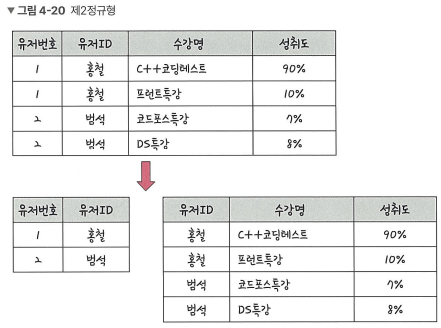 ▼ 그림 4-20 제2정규형
유저번호 유저ID 수강명 성취도
1 홍철 C++코딩테스트 90%
1 홍철 프런트특강 10%
2 범석 코드포스특강 7%
2 범석 DS특강 8%
유저번호 유저ID
1 홍철
2 범석
유저ID 수강명 성취도
홍철 C++코딩테스트 90%
홍철 프런트특강 10%
범석 코드포스특강 7%
범석 DS특강 8%